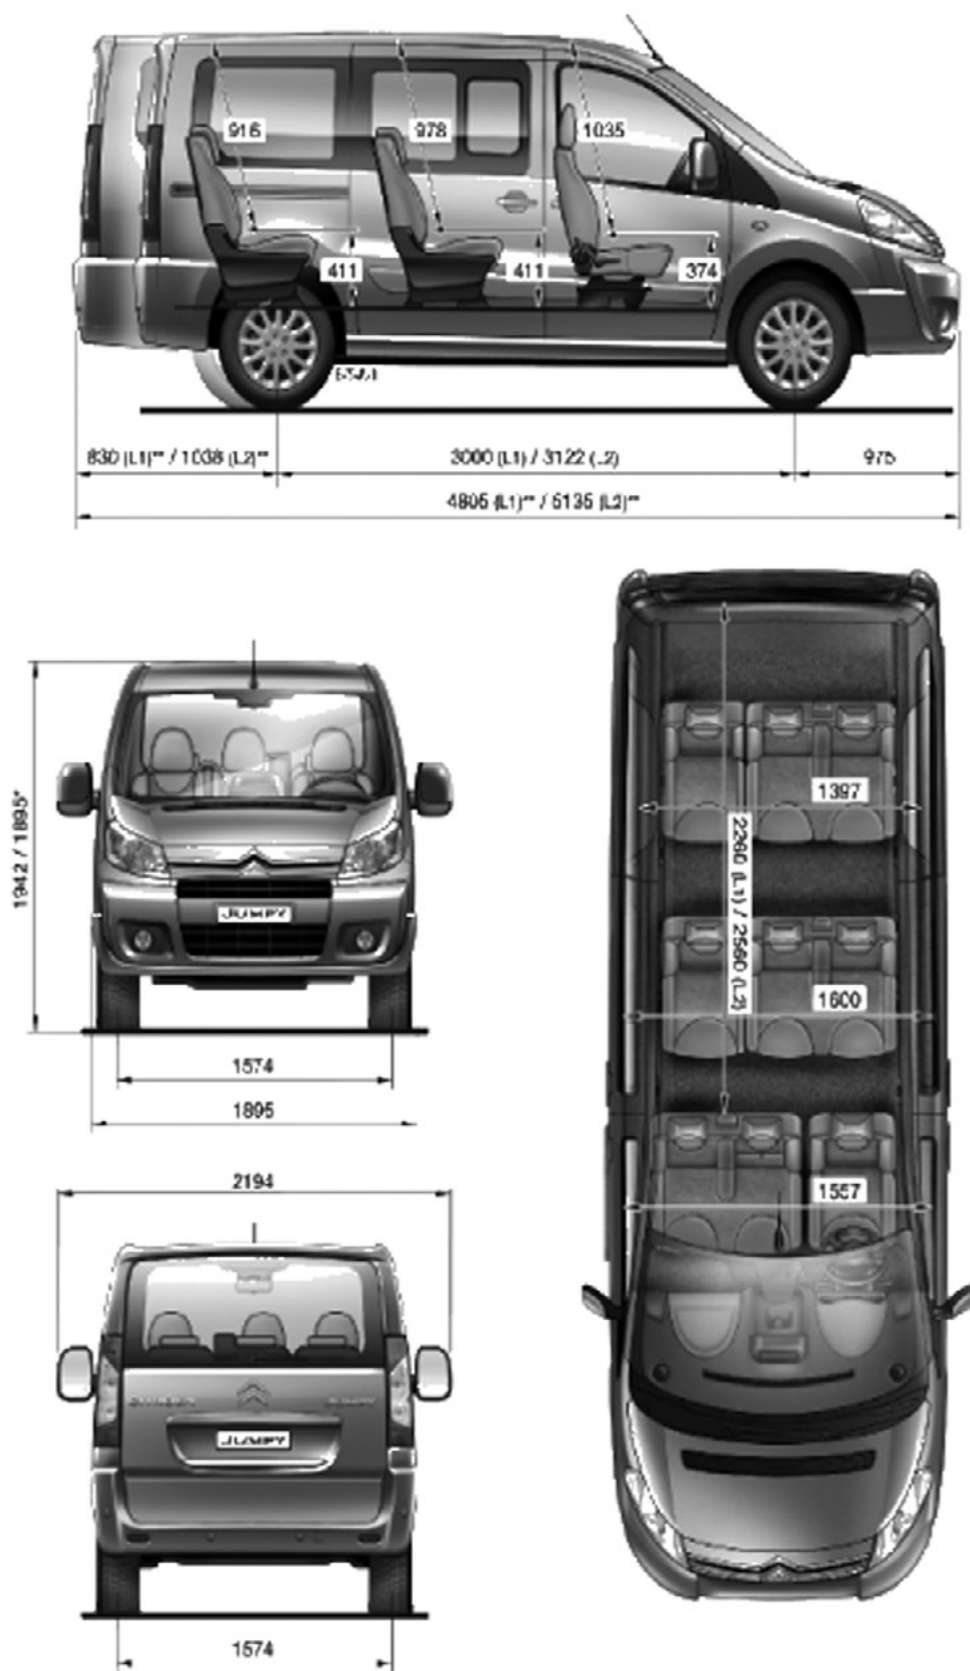 916
978
1035
411
411
374
830 (L1)** / 1038 (L2)**
3000 (L1) / 3122 (L2)
975
4805 (L1)** / 5135 (L2)**
1942 / 1895*
JUMPY
1574
1895
2194
JUMPY
1574
1397
2260 (L1) / 2560 (L2)
1600
1557